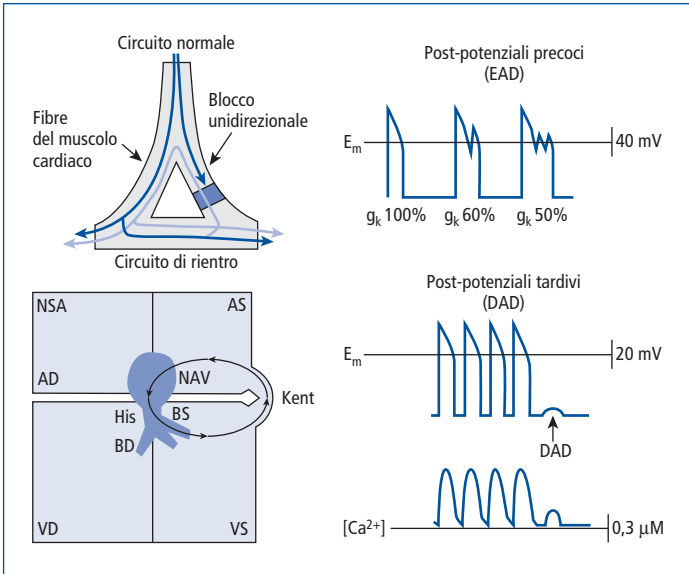 Circuito normale
Fibre
del muscolo
cardiaco
Blocco
unidirezionale
Circuito di rientro
NSA
AS
AD
NAV
His
BS
BD
Kent
VD
VS
Post-potenziali precoci
(EAD)
Em
40 mV
gk 100%
gk 60%
gk 50%
Post-potenziali tardivi
(DAD)
Em
20 mV
DAD
[Ca²⁺]
0,3 µM